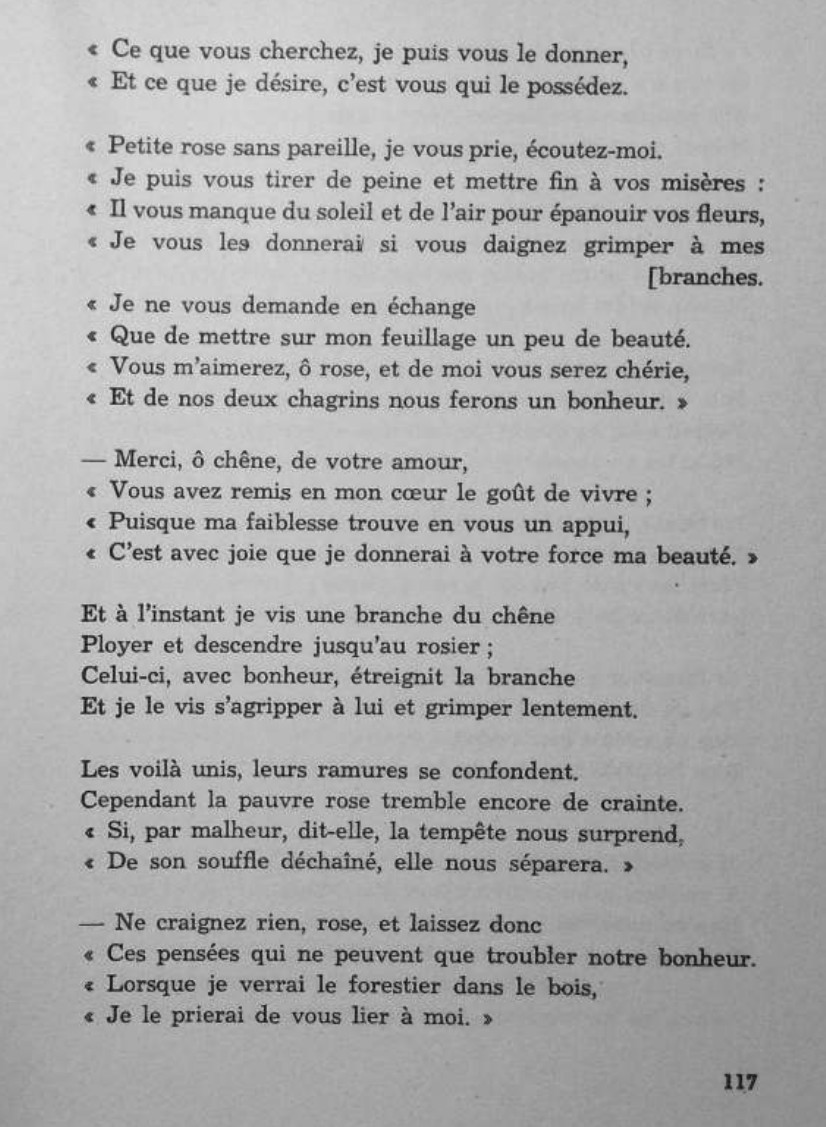 « Ce que vous cherchez, je puis vous le donner,
« Et ce que je désire, c'est vous qui le possédez.
« Petite rose sans pareille, je vous prie, écoutez-moi.
« Je puis vous tirer de peine et mettre fin à vos misères :
« Il vous manque du soleil et de l'air pour épanouir vos fleurs,
« Je vous les donnerai si vous daignez grimper à mes
[branches.
« Je ne vous demande en échange
« Que de mettre sur mon feuillage un peu de beauté.
« Vous m'aimerez, ô rose, et de moi vous serez chérie,
« Et de nos deux chagrins nous ferons un bonheur. »
— Merci, ô chêne, de votre amour,
« Vous avez remis en mon cœur le goût de vivre ;
« Puisque ma faiblesse trouve en vous un appui,
« C'est avec joie que je donnerai à votre force ma beauté. »
Et à l'instant je vis une branche du chêne
Ployer et descendre jusqu'au rosier ;
Celui-ci, avec bonheur, étreignit la branche
Et je le vis s'agripper à lui et grimper lentement.
Les voilà unis, leurs ramures se confondent.
Cependant la pauvre rose tremble encore de crainte.
« Si, par malheur, dit-elle, la tempête nous surprend,
« De son souffle déchaîné, elle nous séparera. »
— Ne craignez rien, rose, et laissez donc
« Ces pensées qui ne peuvent que troubler notre bonheur.
« Lorsque je verrai le forestier dans le bois,
« Je le prierai de vous lier à moi. »
117